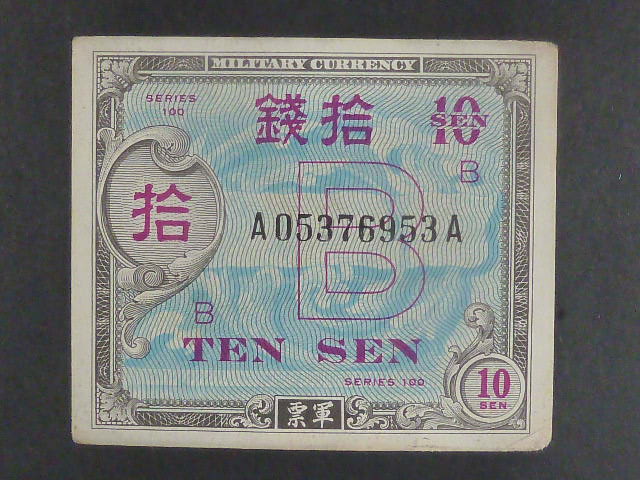 MILITARY CURRENCY
SERIES
100
錢拾
10
SEN
B
B
拾
A05376953A
B
TEN SEN
SERIES 100
票軍
10
SEN